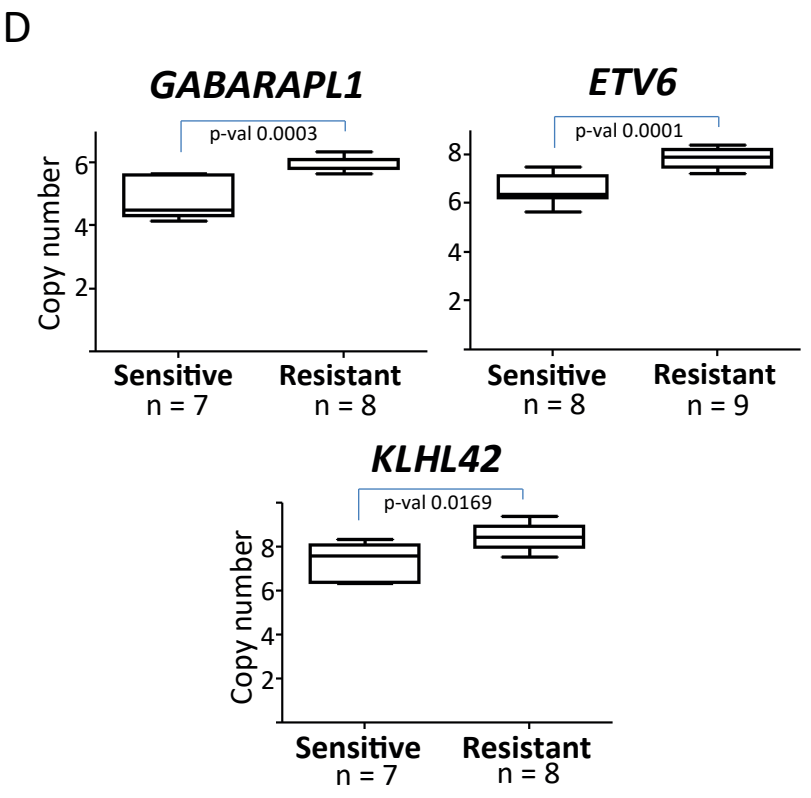 D
GABARAPL1
p-val 0.0003
Copy number
6
4
2
Sensitive
n = 7
Resistant
n = 8
ETV6
p-val 0.0001
8
6
4
2
Sensitive
n = 8
Resistant
n = 9
KLHL42
p-val 0.0169
Copy number
8
6
4
2
Sensitive
n = 7
Resistant
n = 8